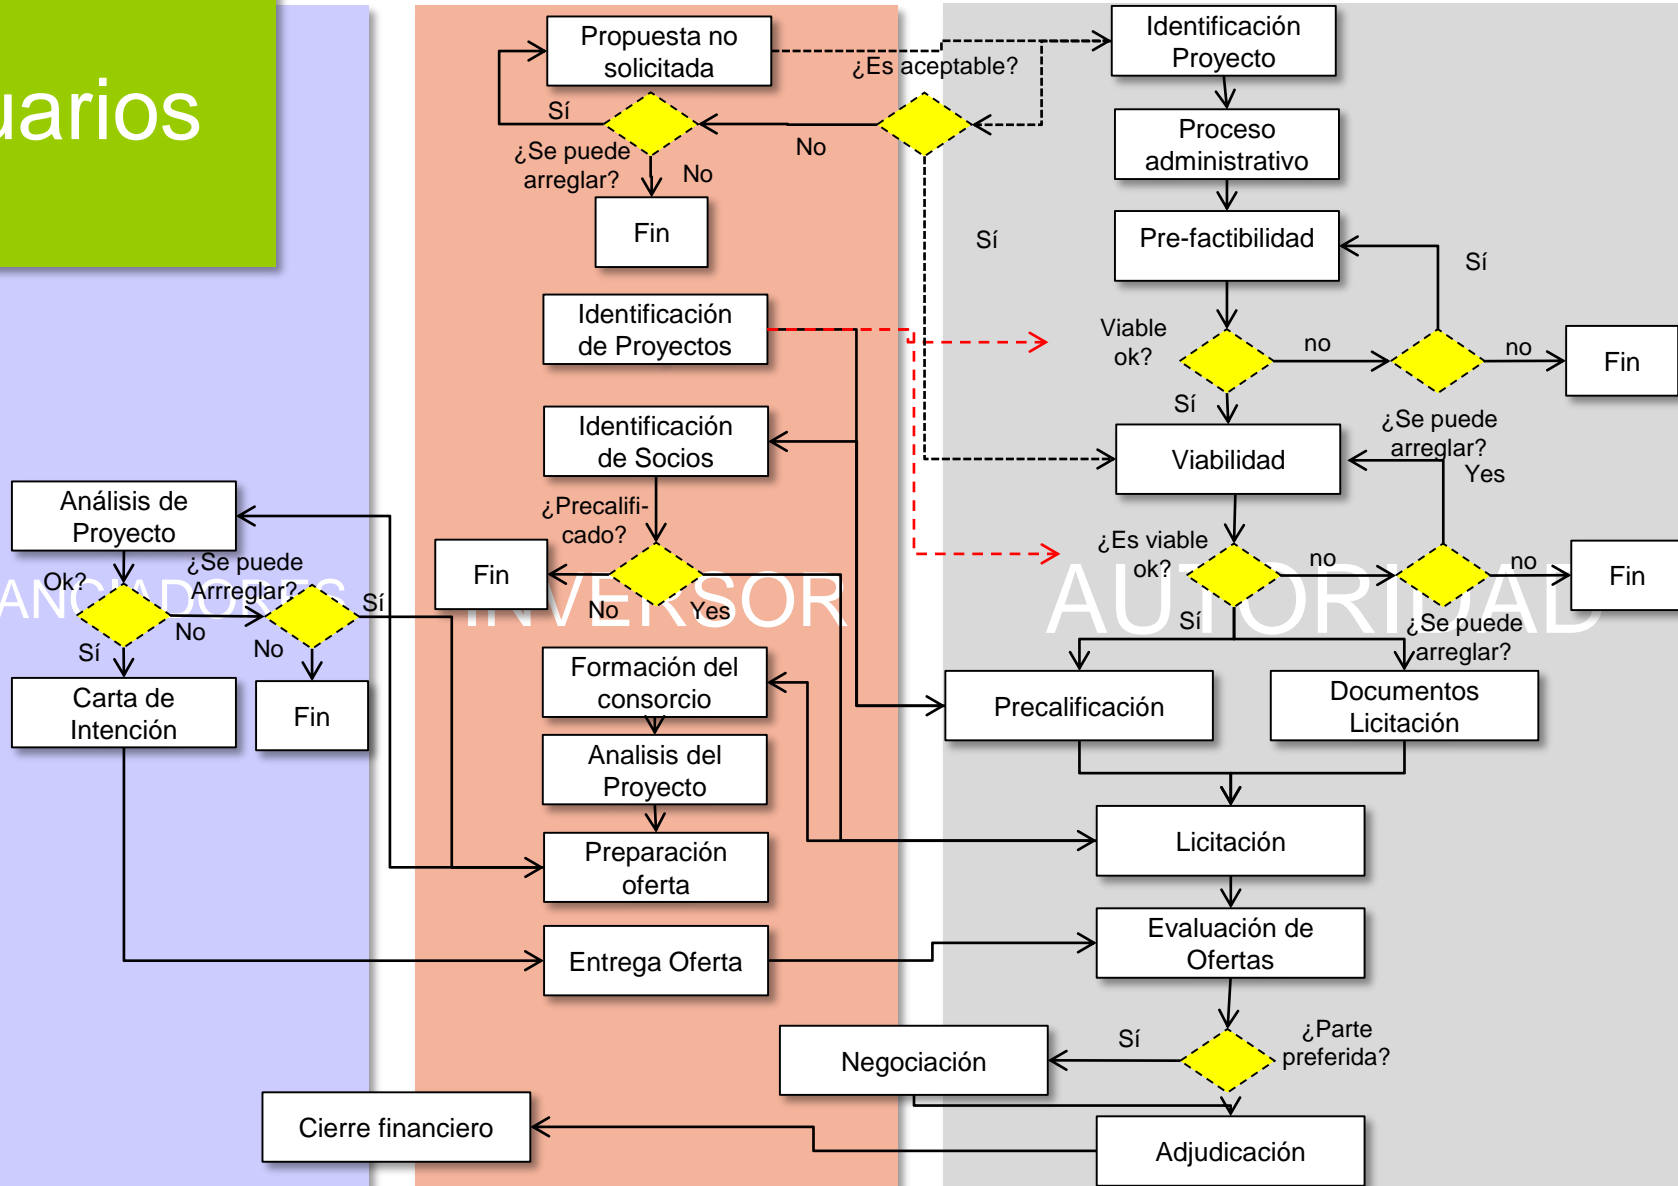 uarios
Propuesta no
solicitada
¿Es aceptable?
Identificación
Proyecto
Sí
¿Se puede
arreglar?
No
No
Proceso
administrativo
Fin
Sí
Pre-factibilidad
Sí
Identificación
de Proyectos
Viable
ok?
no
no
Fin
Sí
Identificación
de Socios
¿Se puede
arreglar?
Yes
Viabilidad
Análisis de
Proyecto
¿Precalifi-
cado?
¿Es viable
ok?
no
no
Fin
Fin
Ok?
¿Se puede
Arrreglar?
Sí
No
Sí
No
No
Yes
ANCIADORES
INVERSOR
AUTORIDAD
Sí
¿Se puede
arreglar?
Carta de
Intención
Fin
Formación del
consorcio
Precalificación
Documentos
Licitación
Analisis del
Proyecto
Preparación
oferta
Licitación
Entrega Oferta
Evaluación de
Ofertas
Negociación
Sí
¿Parte
preferida?
Cierre financiero
Adjudicación